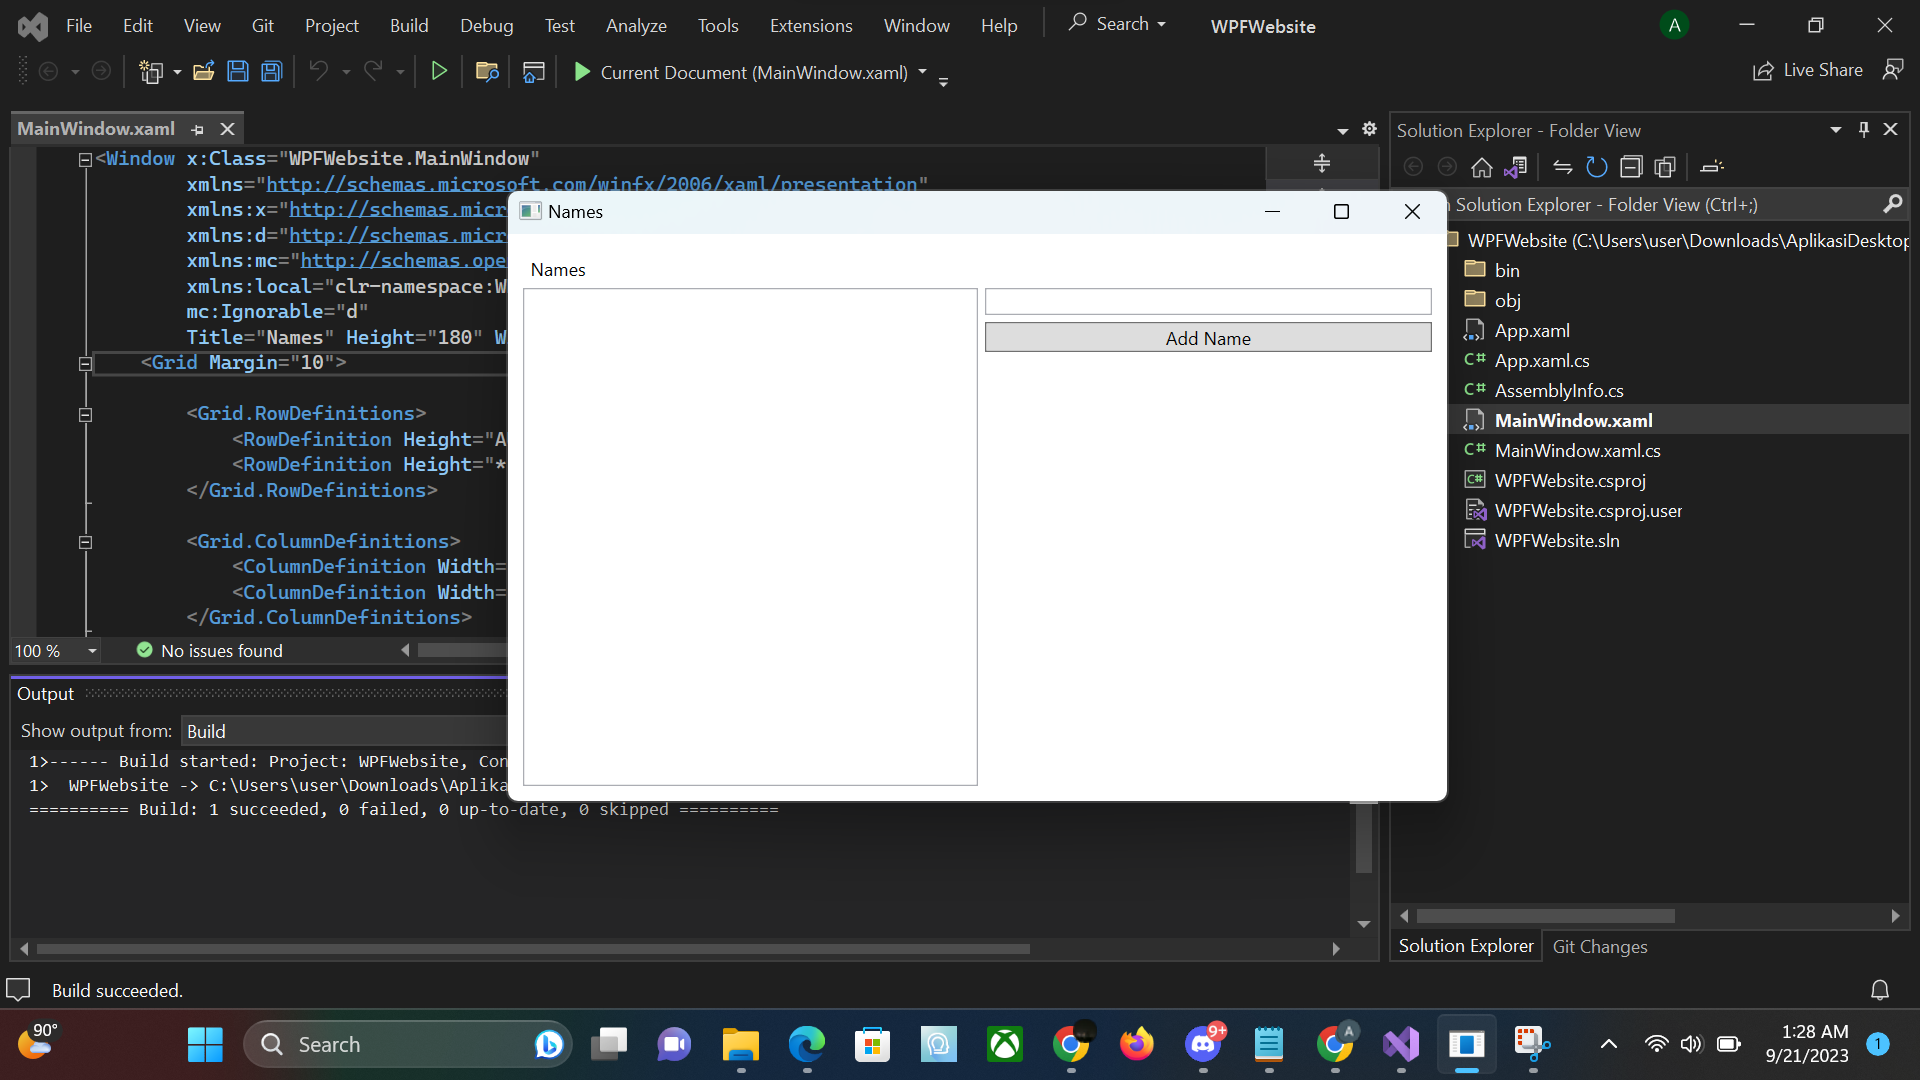 File Edit View Git Project Build Debug Test Analyze Tools Extensions Window Help Search WPFWebsite A
Current Document (MainWindow.xaml) Live Share
MainWindow.xaml
<Window x:Class="WPFWebsite.MainWindow"
xmlns="http://schemas.microsoft.com/winfx/2006/xaml/presentation"
xmlns:x="http://schemas.micr
xmlns:d="http://schemas.micr
xmlns:mc="http://schemas.ope
xmlns:local="clr-namespace:W
mc:Ignorable="d"
Title="Names" Height="180" W
<Grid Margin="10">
<Grid.RowDefinitions>
<RowDefinition Height="A
<RowDefinition Height="*
</Grid.RowDefinitions>
<Grid.ColumnDefinitions>
<ColumnDefinition Width=
<ColumnDefinition Width=
</Grid.ColumnDefinitions>
100 % No issues found
Names
Names
Add Name
Solution Explorer - Folder View
Solution Explorer - Folder View (Ctrl+;)
WPFWebsite (C:\Users\user\Downloads\AplikasiDesktop
bin
obj
App.xaml
C# App.xaml.cs
C# AssemblyInfo.cs
MainWindow.xaml
C# MainWindow.xaml.cs
C# WPFWebsite.csproj
WPFWebsite.csproj.user
WPFWebsite.sln
Solution Explorer Git Changes
Output
Show output from: Build
1>------ Build started: Project: WPFWebsite, Con
1>  WPFWebsite -> C:\Users\user\Downloads\Aplika
========== Build: 1 succeeded, 0 failed, 0 up-to-date, 0 skipped ==========
Build succeeded.
90°
Search
9+
A
1:28 AM
9/21/2023
1